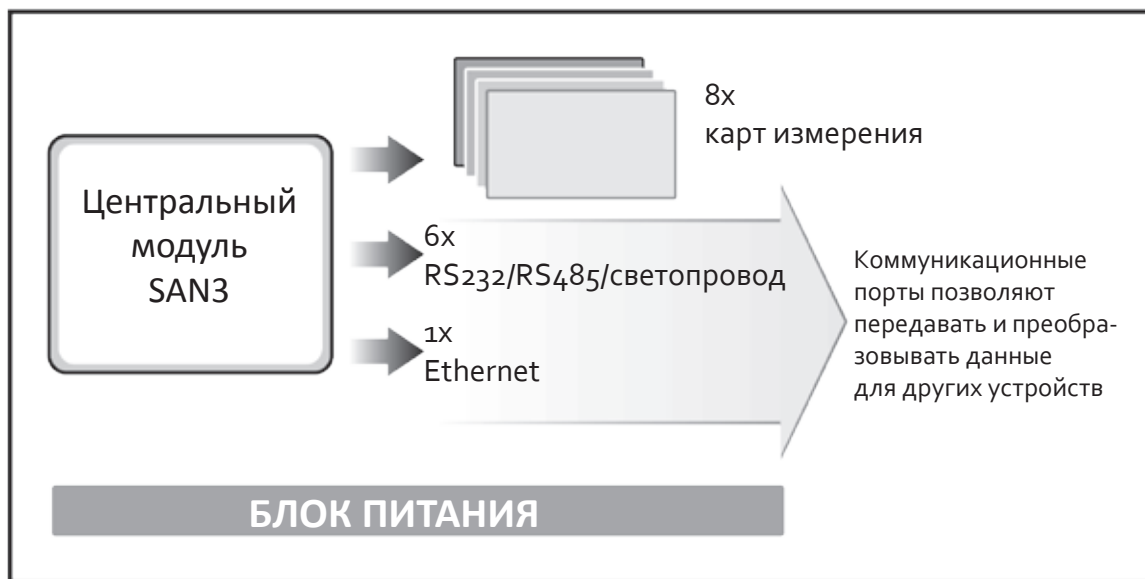 8x
карт измерения
Центральный
модуль
SAN3
6x
RS232/RS485/светопровод
1x
Ethernet
Коммуникационные
порты позволяют
передавать и преобра-
зовывать данные
для других устройств
БЛОК ПИТАНИЯ